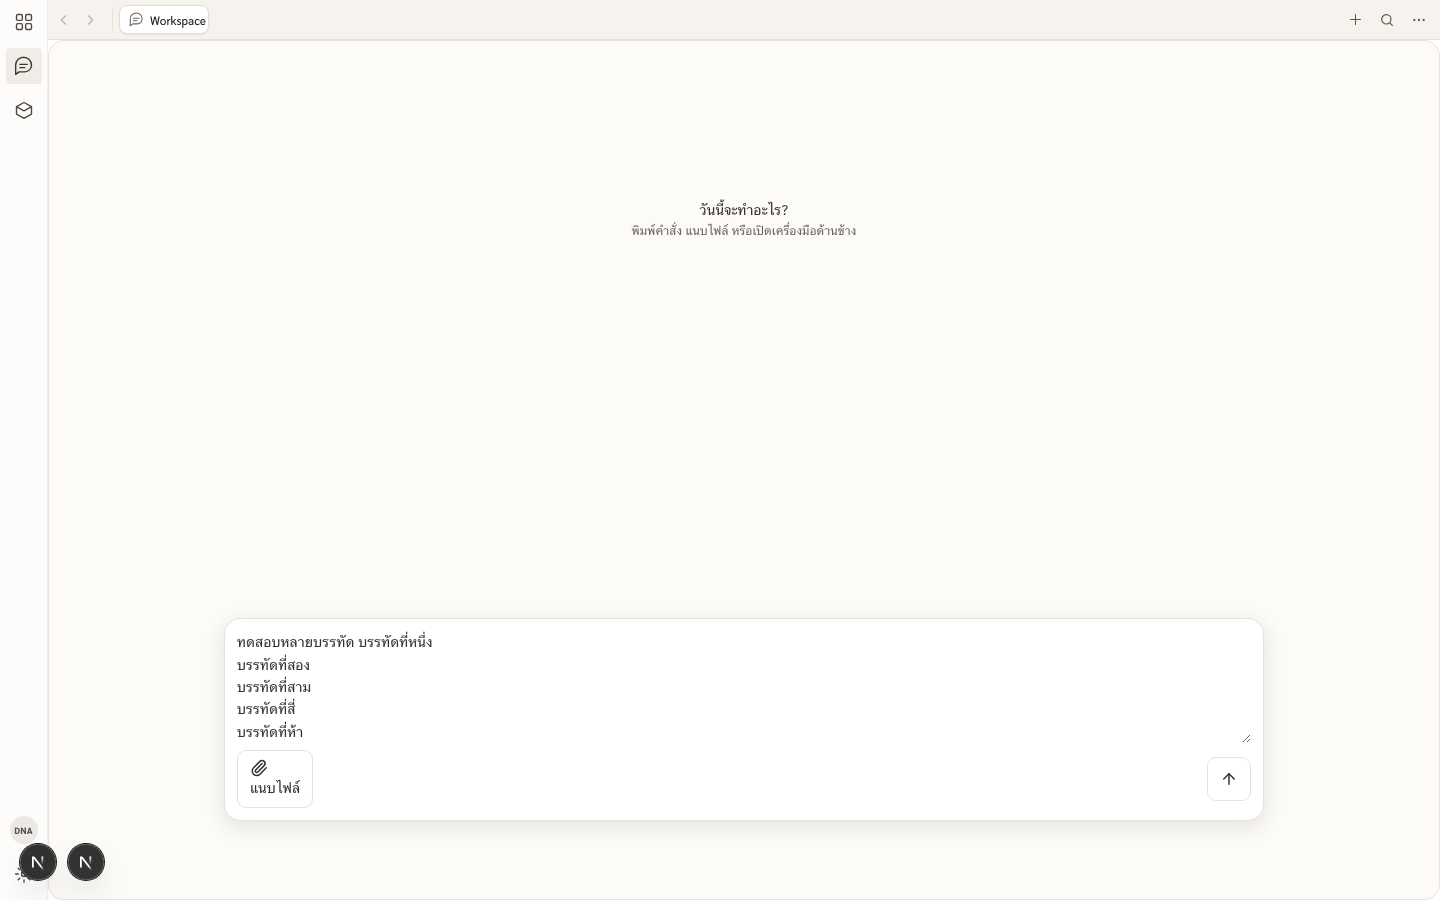 Workspace
วันนี้จะทำอะไร?
พิมพ์คำสั่ง แนบไฟล์ หรือเปิดเครื่องมือด้านข้าง
ทดสอบหลายบรรทัด บรรทัดที่หนึ่ง
บรรทัดที่สอง
บรรทัดที่สาม
บรรทัดที่สี่
บรรทัดที่ห้า
แนบไฟล์
DNA
N N